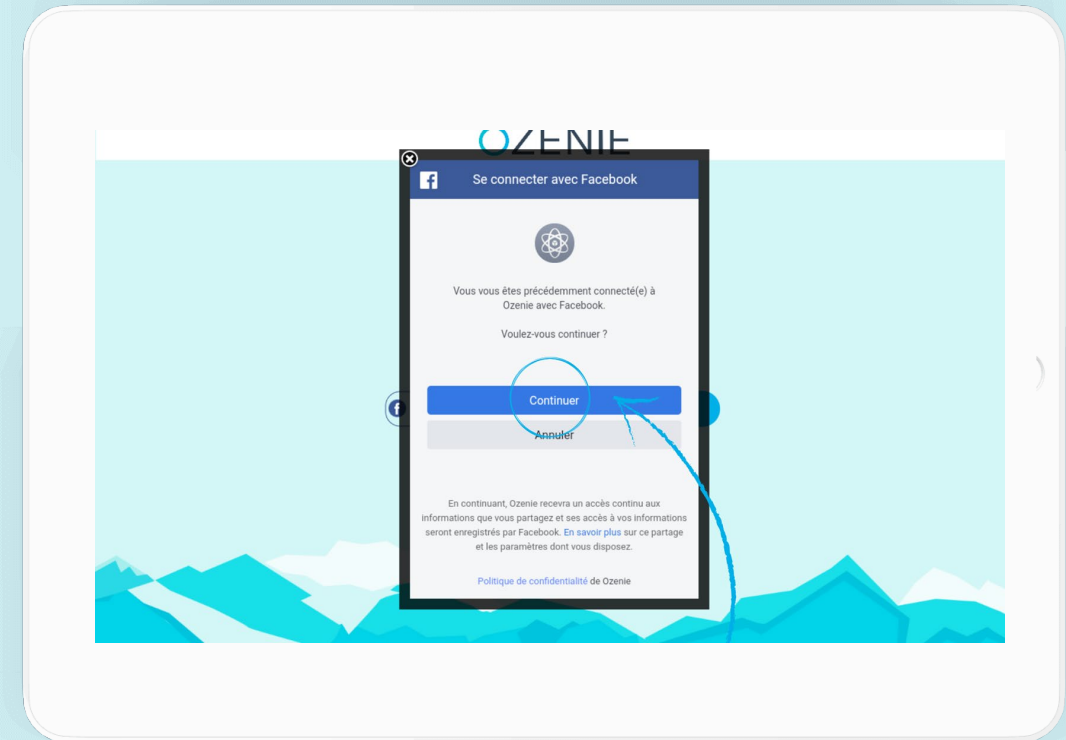 OZENIE
Se connecter avec Facebook
Vous vous êtes précédemment connecté(e) à
Ozenie avec Facebook.
Voulez-vous continuer ?
Continuer
Annuler
En continuant, Ozenie recevra un accès continu aux
informations que vous partagez et ses accès à vos informations
seront enregistrés par Facebook. En savoir plus sur ce partage
et les paramètres dont vous disposez.
Politique de confidentialité de Ozenie